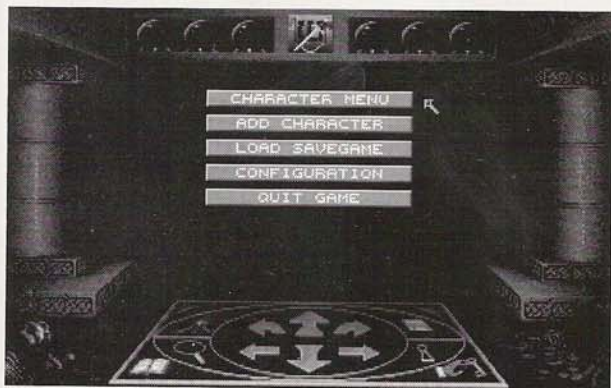 CHARACTER MENU
ADD CHARACTER
LOAD SAVEGAME
CONFIGURATION
QUIT GAME